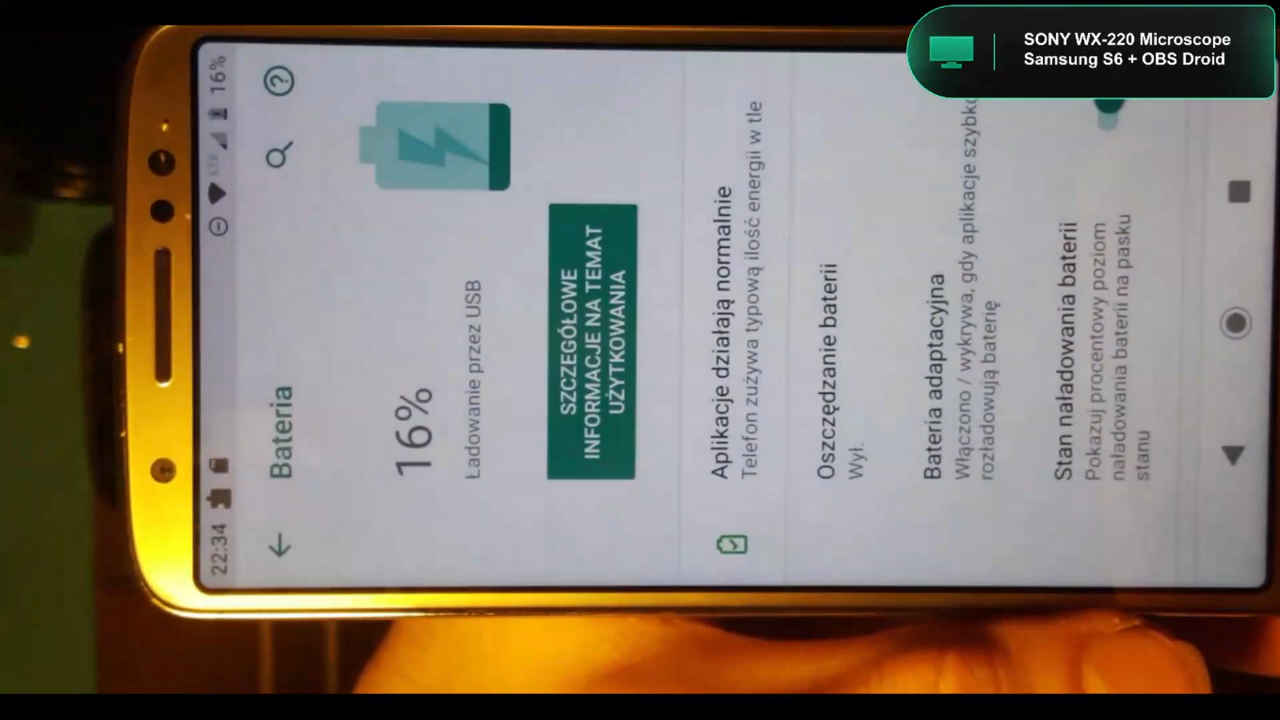 SONY WX-220 Microscope
Samsung S6 + OBS Droid
22:34
LTE
16%
Bateria
16%
Ładowanie przez USB
SZCZEGÓŁOWE
INFORMACJE NA TEMAT
UŻYTKOWANIA
Aplikacje działają normalnie
Telefon zużywa typową ilość energii w tle
Oszczędzanie baterii
Wył.
Bateria adaptacyjna
Włączono / wykrywa, gdy aplikacje szybko
rozładowują baterię
Stan naładowania baterii
Pokazuj procentowy poziom
naładowania baterii na pasku
stanu